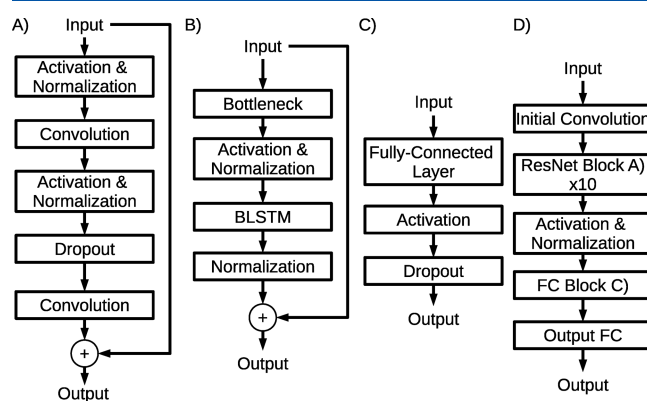 A)
Input
Activation &
Normalization
Convolution
Activation &
Normalization
Dropout
Convolution
+
Output
B)
Input
Bottleneck
Activation &
Normalization
BLSTM
Normalization
+
Output
C)
Input
Fully-Connected
Layer
Activation
Dropout
Output
D)
Input
Initial Convolution
ResNet Block A)
x10
Activation &
Normalization
FC Block C)
Output FC
Output